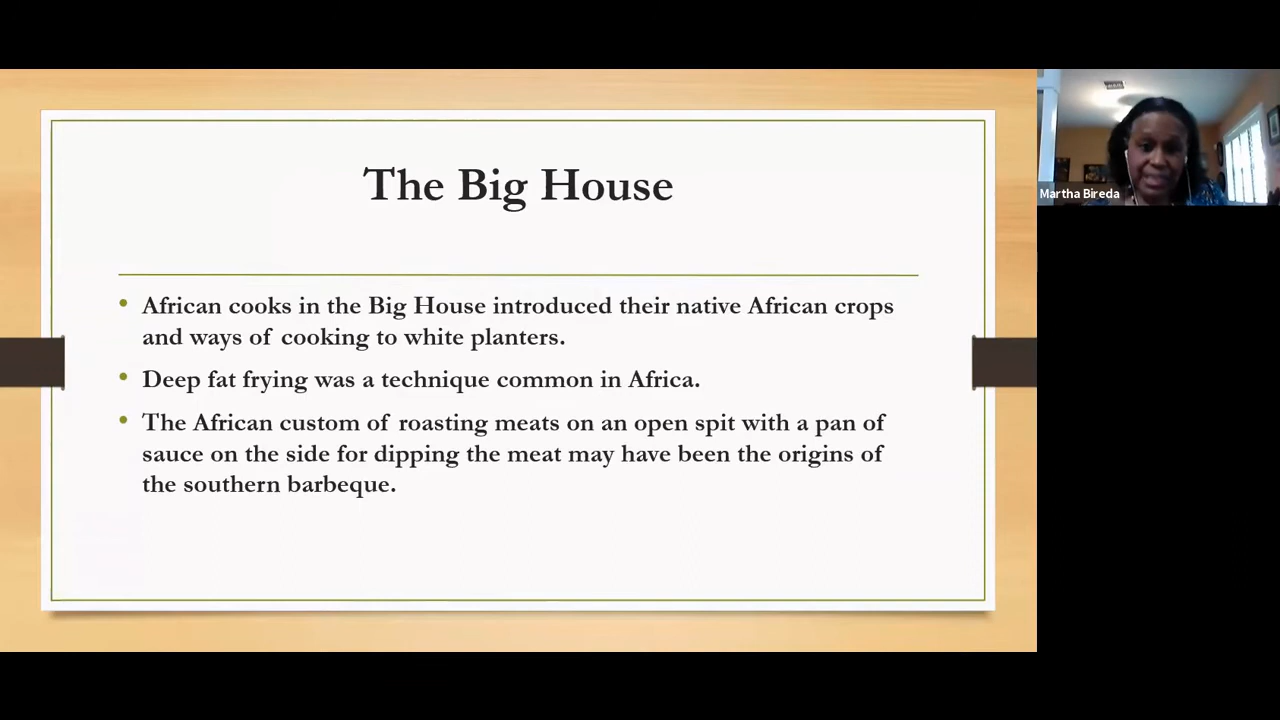 The Big House
• African cooks in the Big House introduced their native African crops
and ways of cooking to white planters.
• Deep fat frying was a technique common in Africa.
• The African custom of roasting meats on an open spit with a pan of
sauce on the side for dipping the meat may have been the origins of
the southern barbeque.
Martha Bireda